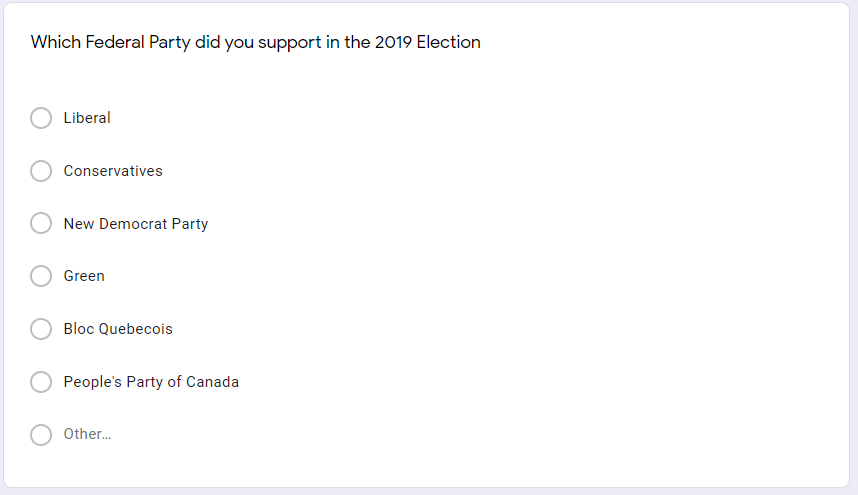 Which Federal Party did you support in the 2019 Election
Liberal
Conservatives
New Democrat Party
Green
Bloc Quebecois
People's Party of Canada
Other...